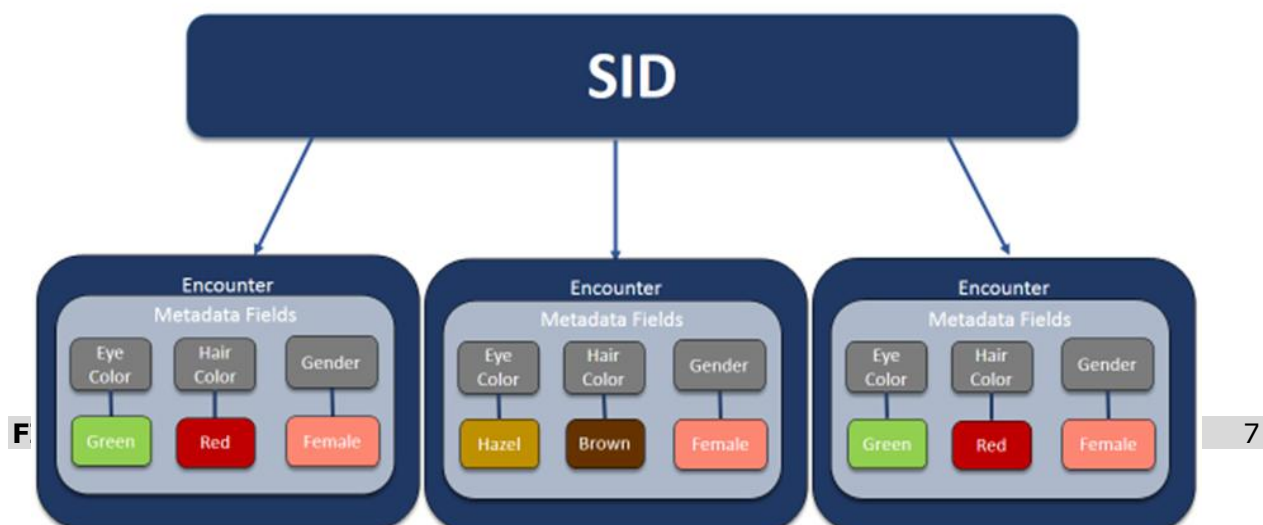 SID
Encounter
Metadata Fields
Eye
Color
Hair
Color
Gender
Green
Red
Female
Encounter
Metadata Fields
Eye
Color
Hair
Color
Gender
Hazel
Brown
Female
Encounter
Metadata Fields
Eye
Color
Hair
Color
Gender
Green
Red
Female
7